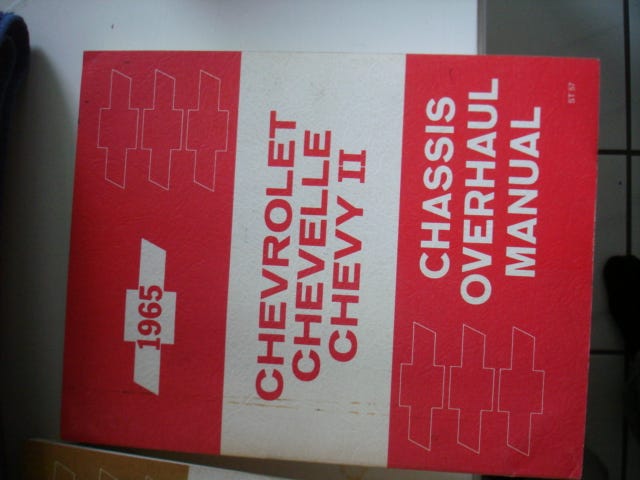 1965
CHEVROLET
CHEVELLE
CHEVY II
CHASSIS
OVERHAUL
MANUAL
ST 57